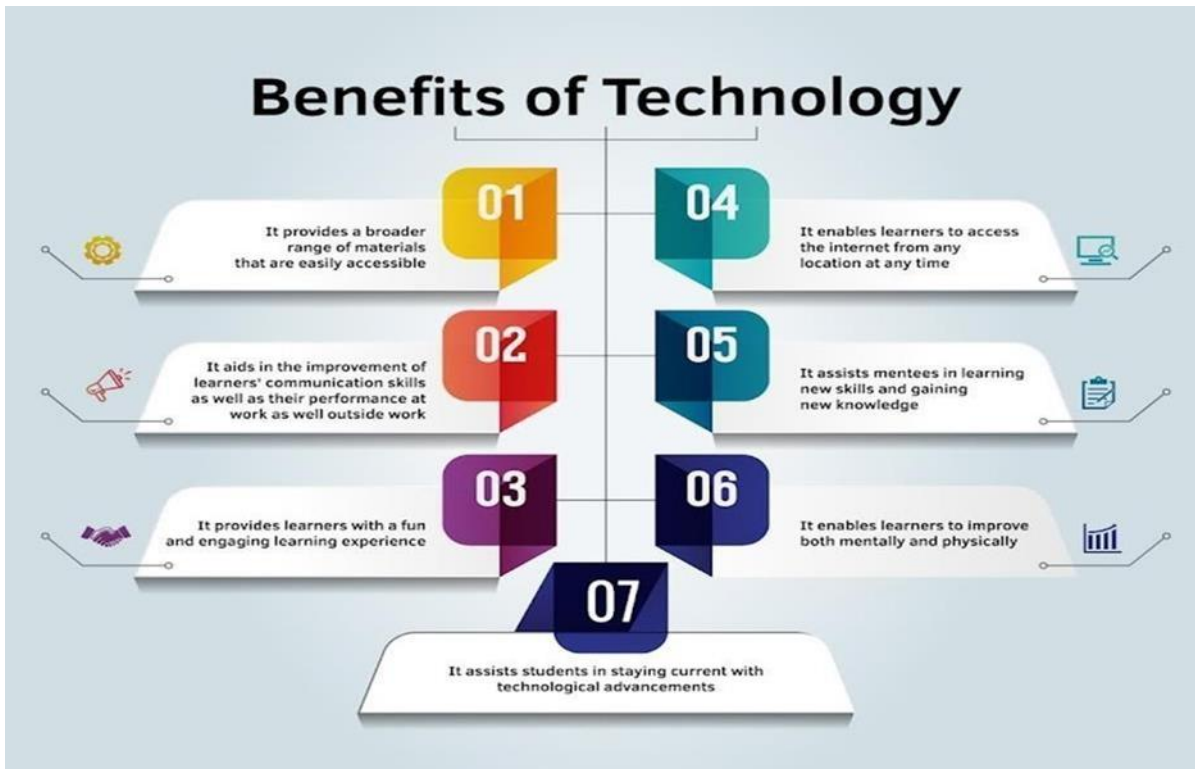 Benefits of Technology
01
It provides a broader
range of materials
that are easily accessible
02
It aids in the improvement of
learners' communication skills
as well as their performance at
work as well outside work
03
It provides learners with a fun
and engaging learning experience
04
It enables learners to access
the internet from any
location at any time
05
It assists mentees in learning
new skills and gaining
new knowledge
06
It enables learners to improve
both mentally and physically
07
It assists students in staying current with
technological advancements